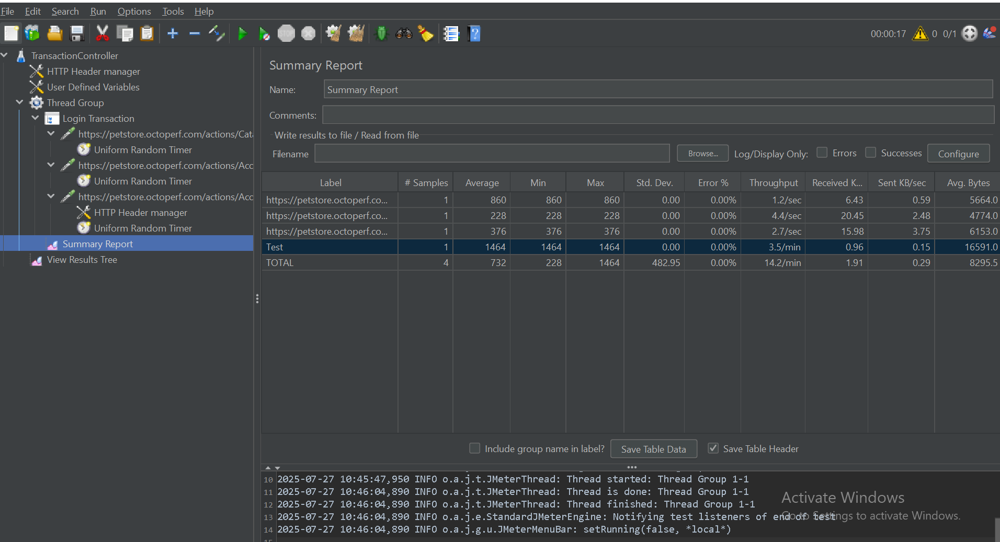 File Edit Search Run Options Tools Help
STOP
00:00:17 0 0/1
TransactionController
HTTP Header manager
User Defined Variables
Thread Group
Login Transaction
https://petstore.octoperf.com/actions/Cat
Uniform Random Timer
https://petstore.octoperf.com/actions/Acc
Uniform Random Timer
https://petstore.octoperf.com/actions/Acc
HTTP Header manager
Uniform Random Timer
Summary Report
View Results Tree
Summary Report
Name: Summary Report
Comments:
Write results to file / Read from file
Filename Browse... Log/Display Only: Errors Successes Configure
Label # Samples Average Min Max Std. Dev. Error % Throughput Received K... Sent KB/sec Avg. Bytes
https://petstore.octoperf.co... 1 860 860 860 0.00 0.00% 1.2/sec 6.43 0.59 5664.0
https://petstore.octoperf.co... 1 228 228 228 0.00 0.00% 4.4/sec 20.45 2.48 4774.0
https://petstore.octoperf.co... 1 376 376 376 0.00 0.00% 2.7/sec 15.98 3.75 6153.0
Test 1 1464 1464 1464 0.00 0.00% 3.5/min 0.96 0.15 16591.0
TOTAL 4 732 228 1464 482.95 0.00% 14.2/min 1.91 0.29 8295.5
Include group name in label? Save Table Data Save Table Header
10 2025-07-27 10:45:47,950 INFO o.a.j.t.JMeterThread: Thread started: Thread Group 1-1
11 2025-07-27 10:46:04,890 INFO o.a.j.t.JMeterThread: Thread is done: Thread Group 1-1
12 2025-07-27 10:46:04,890 INFO o.a.j.t.JMeterThread: Thread finished: Thread Group 1-1
13 2025-07-27 10:46:04,890 INFO o.a.j.e.StandardJMeterEngine: Notifying test listeners of end of test
14 2025-07-27 10:46:04,890 INFO o.a.j.g.u.JMeterMenuBar: setRunning(false, *local*)
15
Activate Windows
Go to Settings to activate Windows.